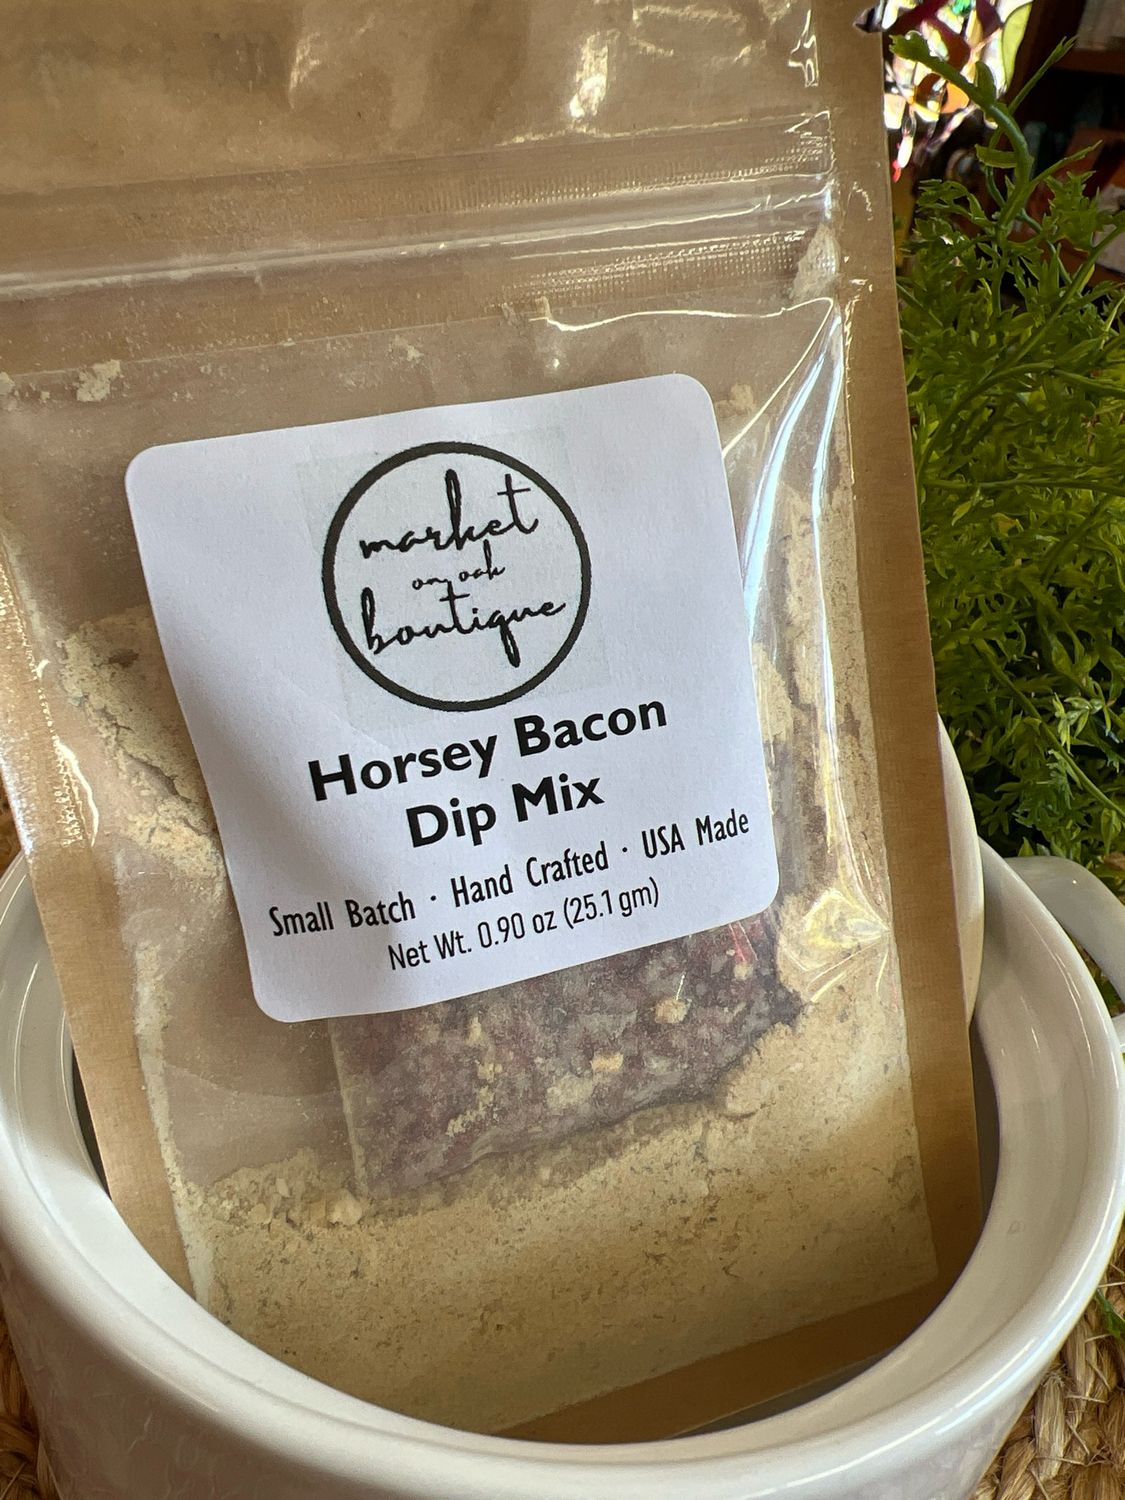 market
on oak
boutique
Horsey Bacon
Dip Mix
Small Batch · Hand Crafted · USA Made
Net Wt. 0.90 oz (25.1 gm)